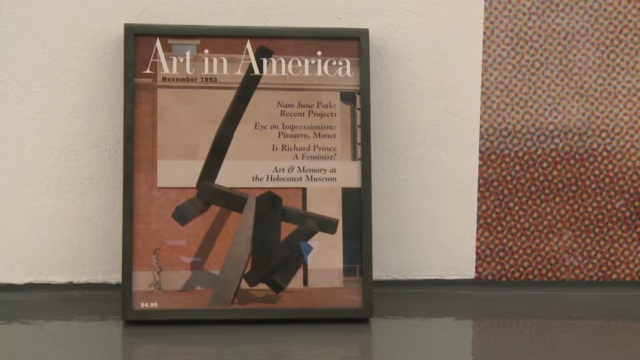 Art in America
November 1993
Nam June Paik:
Recent Projects
Eye on Impressionism:
Pissarro, Monet
Is Richard Prince
A Feminist?
Art & Memory at
the Holocaust Museum
$4.95